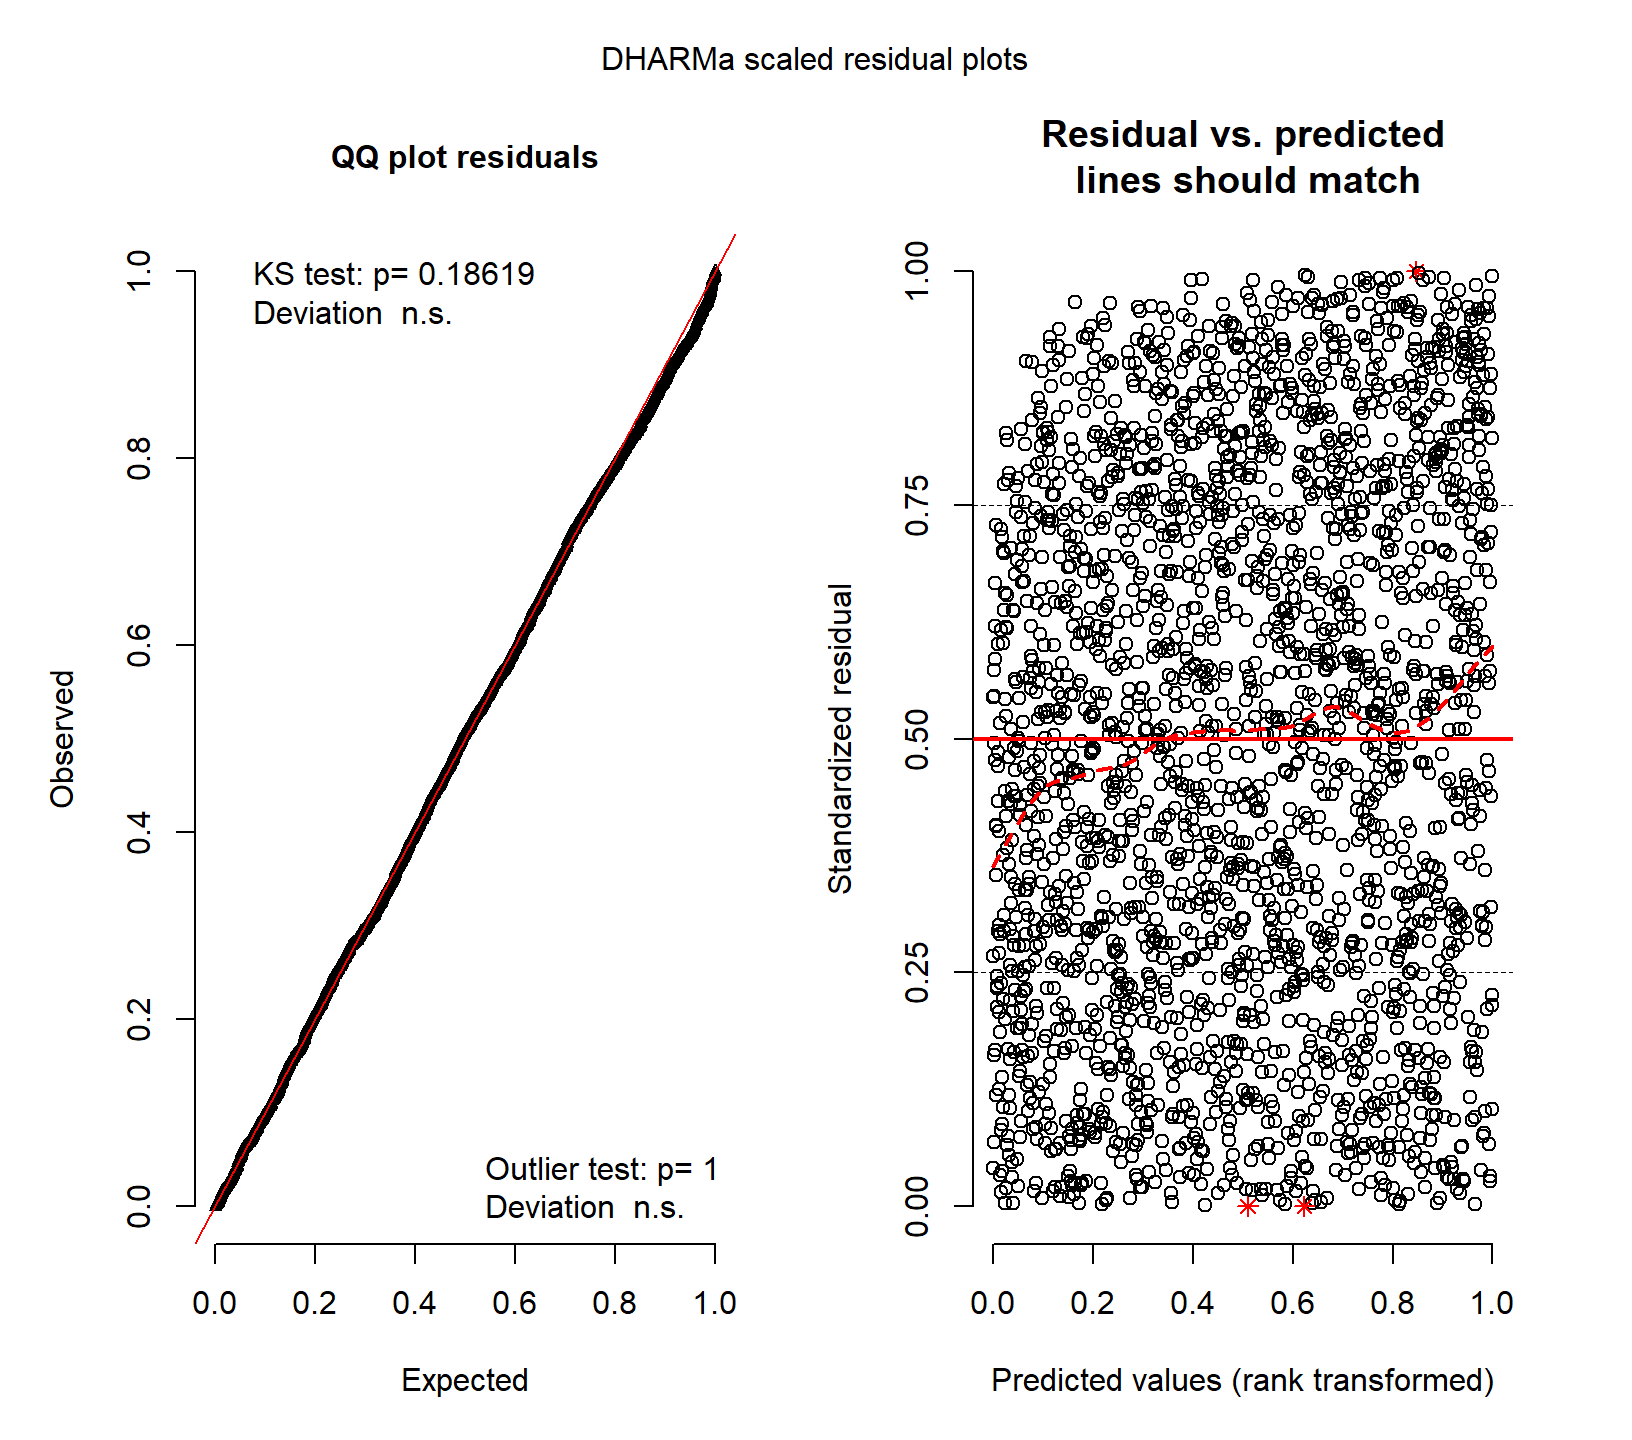 DHARMa scaled residual plots
QQ plot residuals
KS test: p= 0.18619
Deviation  n.s.
Outlier test: p= 1
Deviation  n.s.
Observed
0.0 0.2 0.4 0.6 0.8 1.0
0.0 0.2 0.4 0.6 0.8 1.0
Expected
Residual vs. predicted
lines should match
Standardized residual
0.00 0.25 0.50 0.75 1.00
0.0 0.2 0.4 0.6 0.8 1.0
Predicted values (rank transformed)